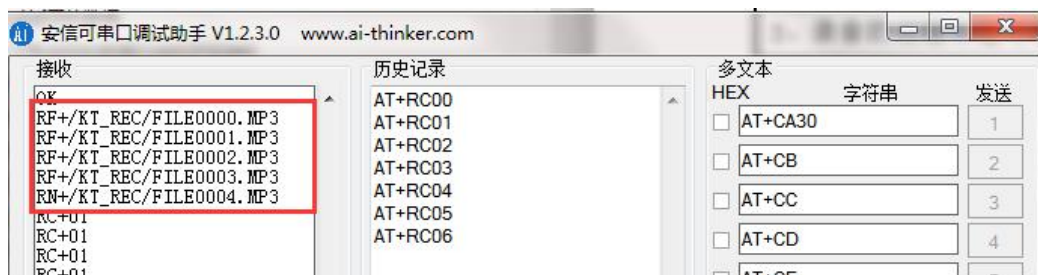 安信可串口调试助手 V1.2.3.0 www.ai-thinker.com
接收
OK
RF+/KT_REC/FILE0000.MP3
RF+/KT_REC/FILE0001.MP3
RF+/KT_REC/FILE0002.MP3
RF+/KT_REC/FILE0003.MP3
RN+/KT_REC/FILE0004.MP3
RC+01
RC+01
RC+01
RC+01
历史记录
AT+RC00
AT+RC01
AT+RC02
AT+RC03
AT+RC04
AT+RC05
AT+RC06
多文本
HEX 字符串 发送
AT+CA30 1
AT+CB 2
AT+CC 3
AT+CD 4